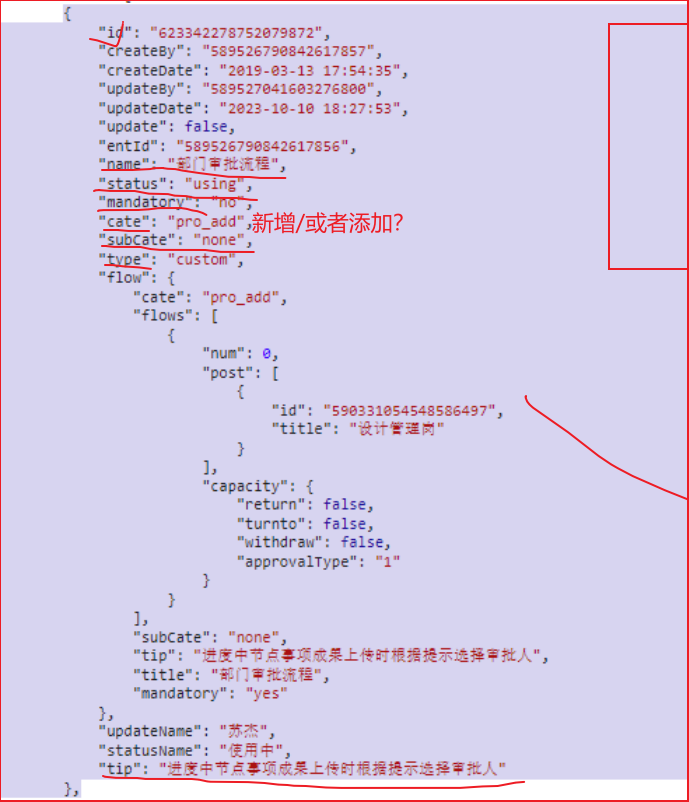 {
"id": "623342278752079872",
"createBy": "589526790842617857",
"createDate": "2019-03-13 17:54:35",
"updateBy": "589527041603276800",
"updateDate": "2023-10-10 18:27:53",
"update": false,
"entId": "589526790842617856",
"name": "部门审批流程",
"status": "using",
"mandatory": "no",
"cate": "pro_add",新增/或者添加?
"subCate": "none",
"type": "custom",
"flow": {
"cate": "pro_add",
"flows": [
{
"num": 0,
"post": [
{
"id": "590331054548586497",
"title": "设计管理岗"
}
],
"capacity": {
"return": false,
"turnto": false,
"withdraw": false,
"approvalType": "1"
}
}
],
"subCate": "none",
"tip": "进度中节点事项成果上传时根据提示选择审批人",
"title": "部门审批流程",
"mandatory": "yes"
},
"updateName": "苏杰",
"statusName": "使用中",
"tip": "进度中节点事项成果上传时根据提示选择审批人"
},